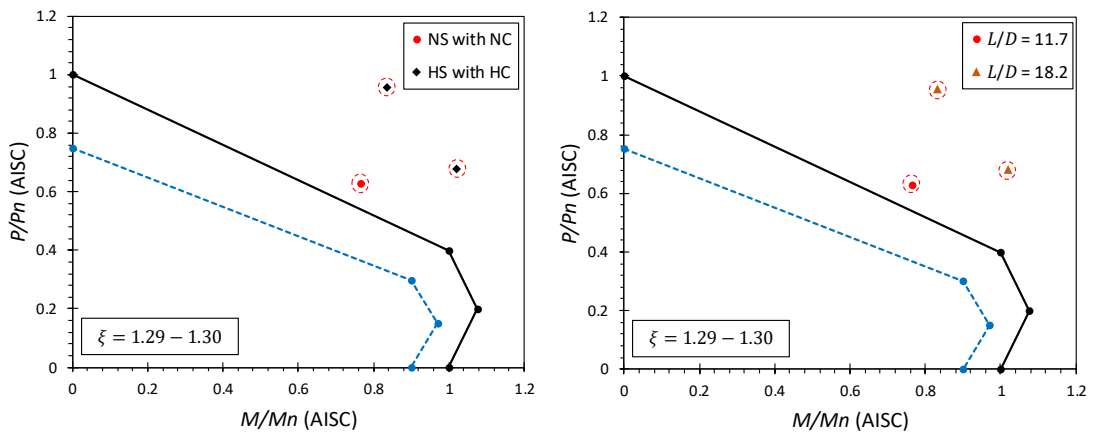 1.2
1
0.8
0.6
0.4
0.2
0
P/Pn (AISC)
NS with NC
HS with HC
ξ = 1.29 − 1.30
0 0.2 0.4 0.6 0.8 1 1.2
M/Mn (AISC)
1.2
1
0.8
0.6
0.4
0.2
0
P/Pn (AISC)
L/D = 11.7
L/D = 18.2
ξ = 1.29 − 1.30
0 0.2 0.4 0.6 0.8 1 1.2
M/Mn (AISC)